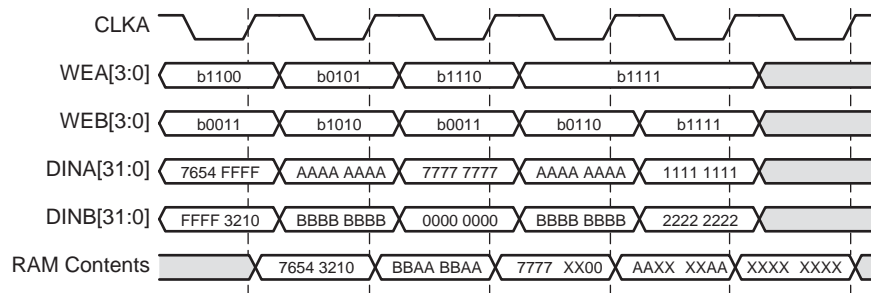 CLKA
WEA[3:0] b1100 b0101 b1110 b1111
WEB[3:0] b0011 b1010 b0011 b0110 b1111
DINA[31:0] 7654 FFFF AAAA AAAA 7777 7777 AAAA AAAA 1111 1111
DINB[31:0] FFFF 3210 BBBB BBBB 0000 0000 BBBB BBBB 2222 2222
RAM Contents 7654 3210 BBAA BBAA 7777 XX00 AAXX XXAA XXXX XXXX